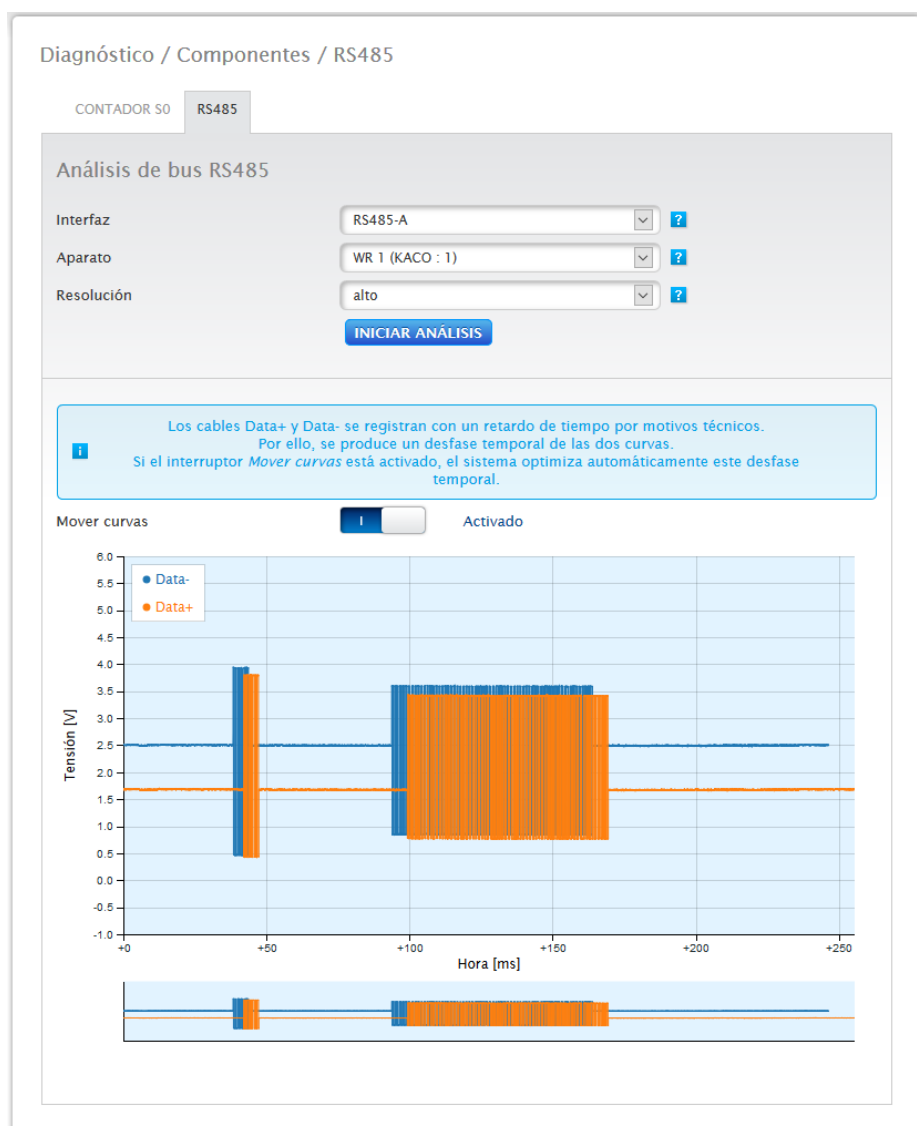 Diagnóstico / Componentes / RS485
CONTADOR S0
RS485
Análisis de bus RS485
Interfaz
RS485-A
?
Aparato
WR 1 (KACO : 1)
?
Resolución
alto
?
INICIAR ANÁLISIS
i
Los cables Data+ y Data- se registran con un retardo de tiempo por motivos técnicos.
Por ello, se produce un desfase temporal de las dos curvas.
Si el interruptor Mover curvas está activado, el sistema optimiza automáticamente este desfase
temporal.
Mover curvas
I
Activado
6.0
5.5
5.0
4.5
4.0
3.5
3.0
2.5
2.0
1.5
1.0
0.5
0.0
-0.5
-1.0
Tensión [V]
Data-
Data+
+0
+50
+100
+150
+200
+250
Hora [ms]